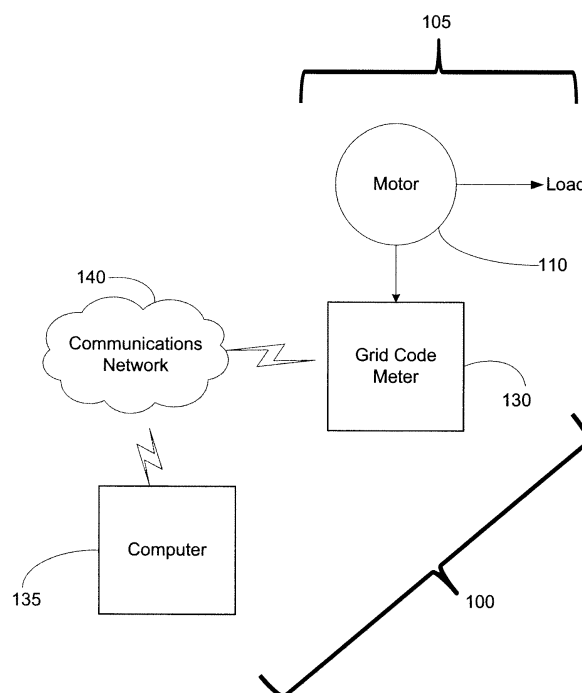 105
Motor
Load
110
140
Communications
Network
Grid Code
Meter
130
Computer
135
100